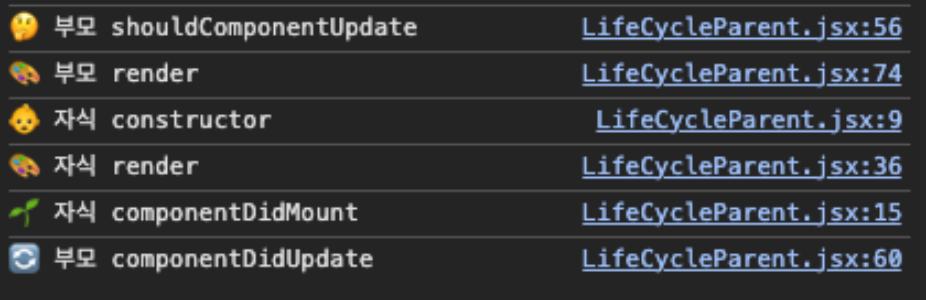 🤔 부모 shouldComponentUpdate LifeCycleParent.jsx:56
🎨 부모 render LifeCycleParent.jsx:74
👶 자식 constructor LifeCycleParent.jsx:9
🎨 자식 render LifeCycleParent.jsx:36
🌱 자식 componentDidMount LifeCycleParent.jsx:15
🔄 부모 componentDidUpdate LifeCycleParent.jsx:60